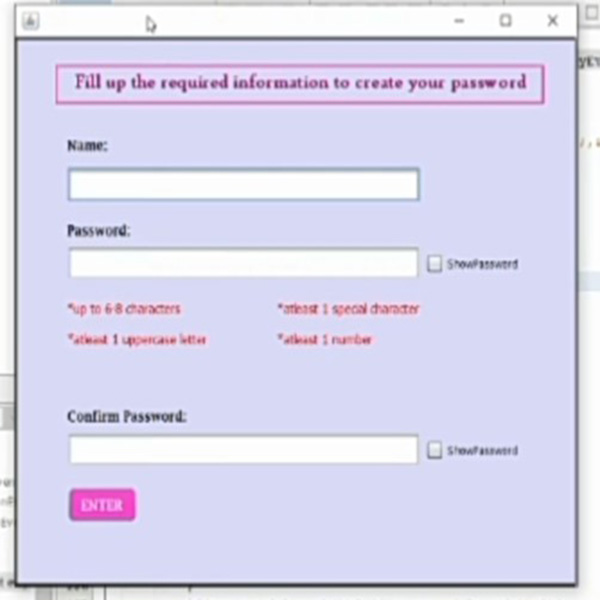 Fill up the required information to create your password
Name:
Password:
ShowPassword
*up to 6-8 characters
*atleast 1 special character
*atleast 1 uppercase letter
*atleast 1 number
Confirm Password:
ShowPassword
ENTER